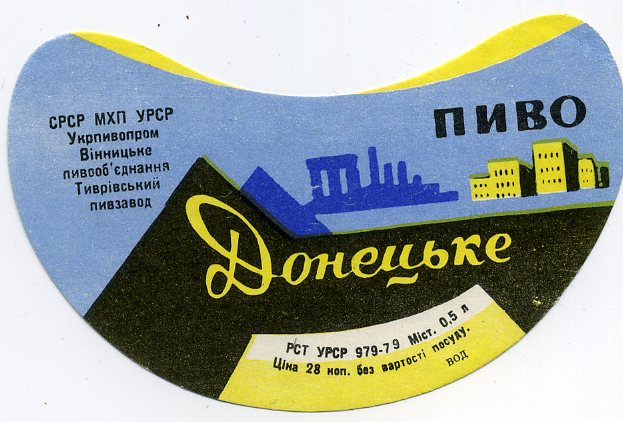 СРСР МХП УРСР
Укрпивопром
Вінницьке
пивооб'єднання
Тиврівський
пивзавод
ПИВО
Донецьке
РСТ УРСР 979-79 Міст. 0,5 л
Ціна 28 коп. без вартості посуду.
ВОД